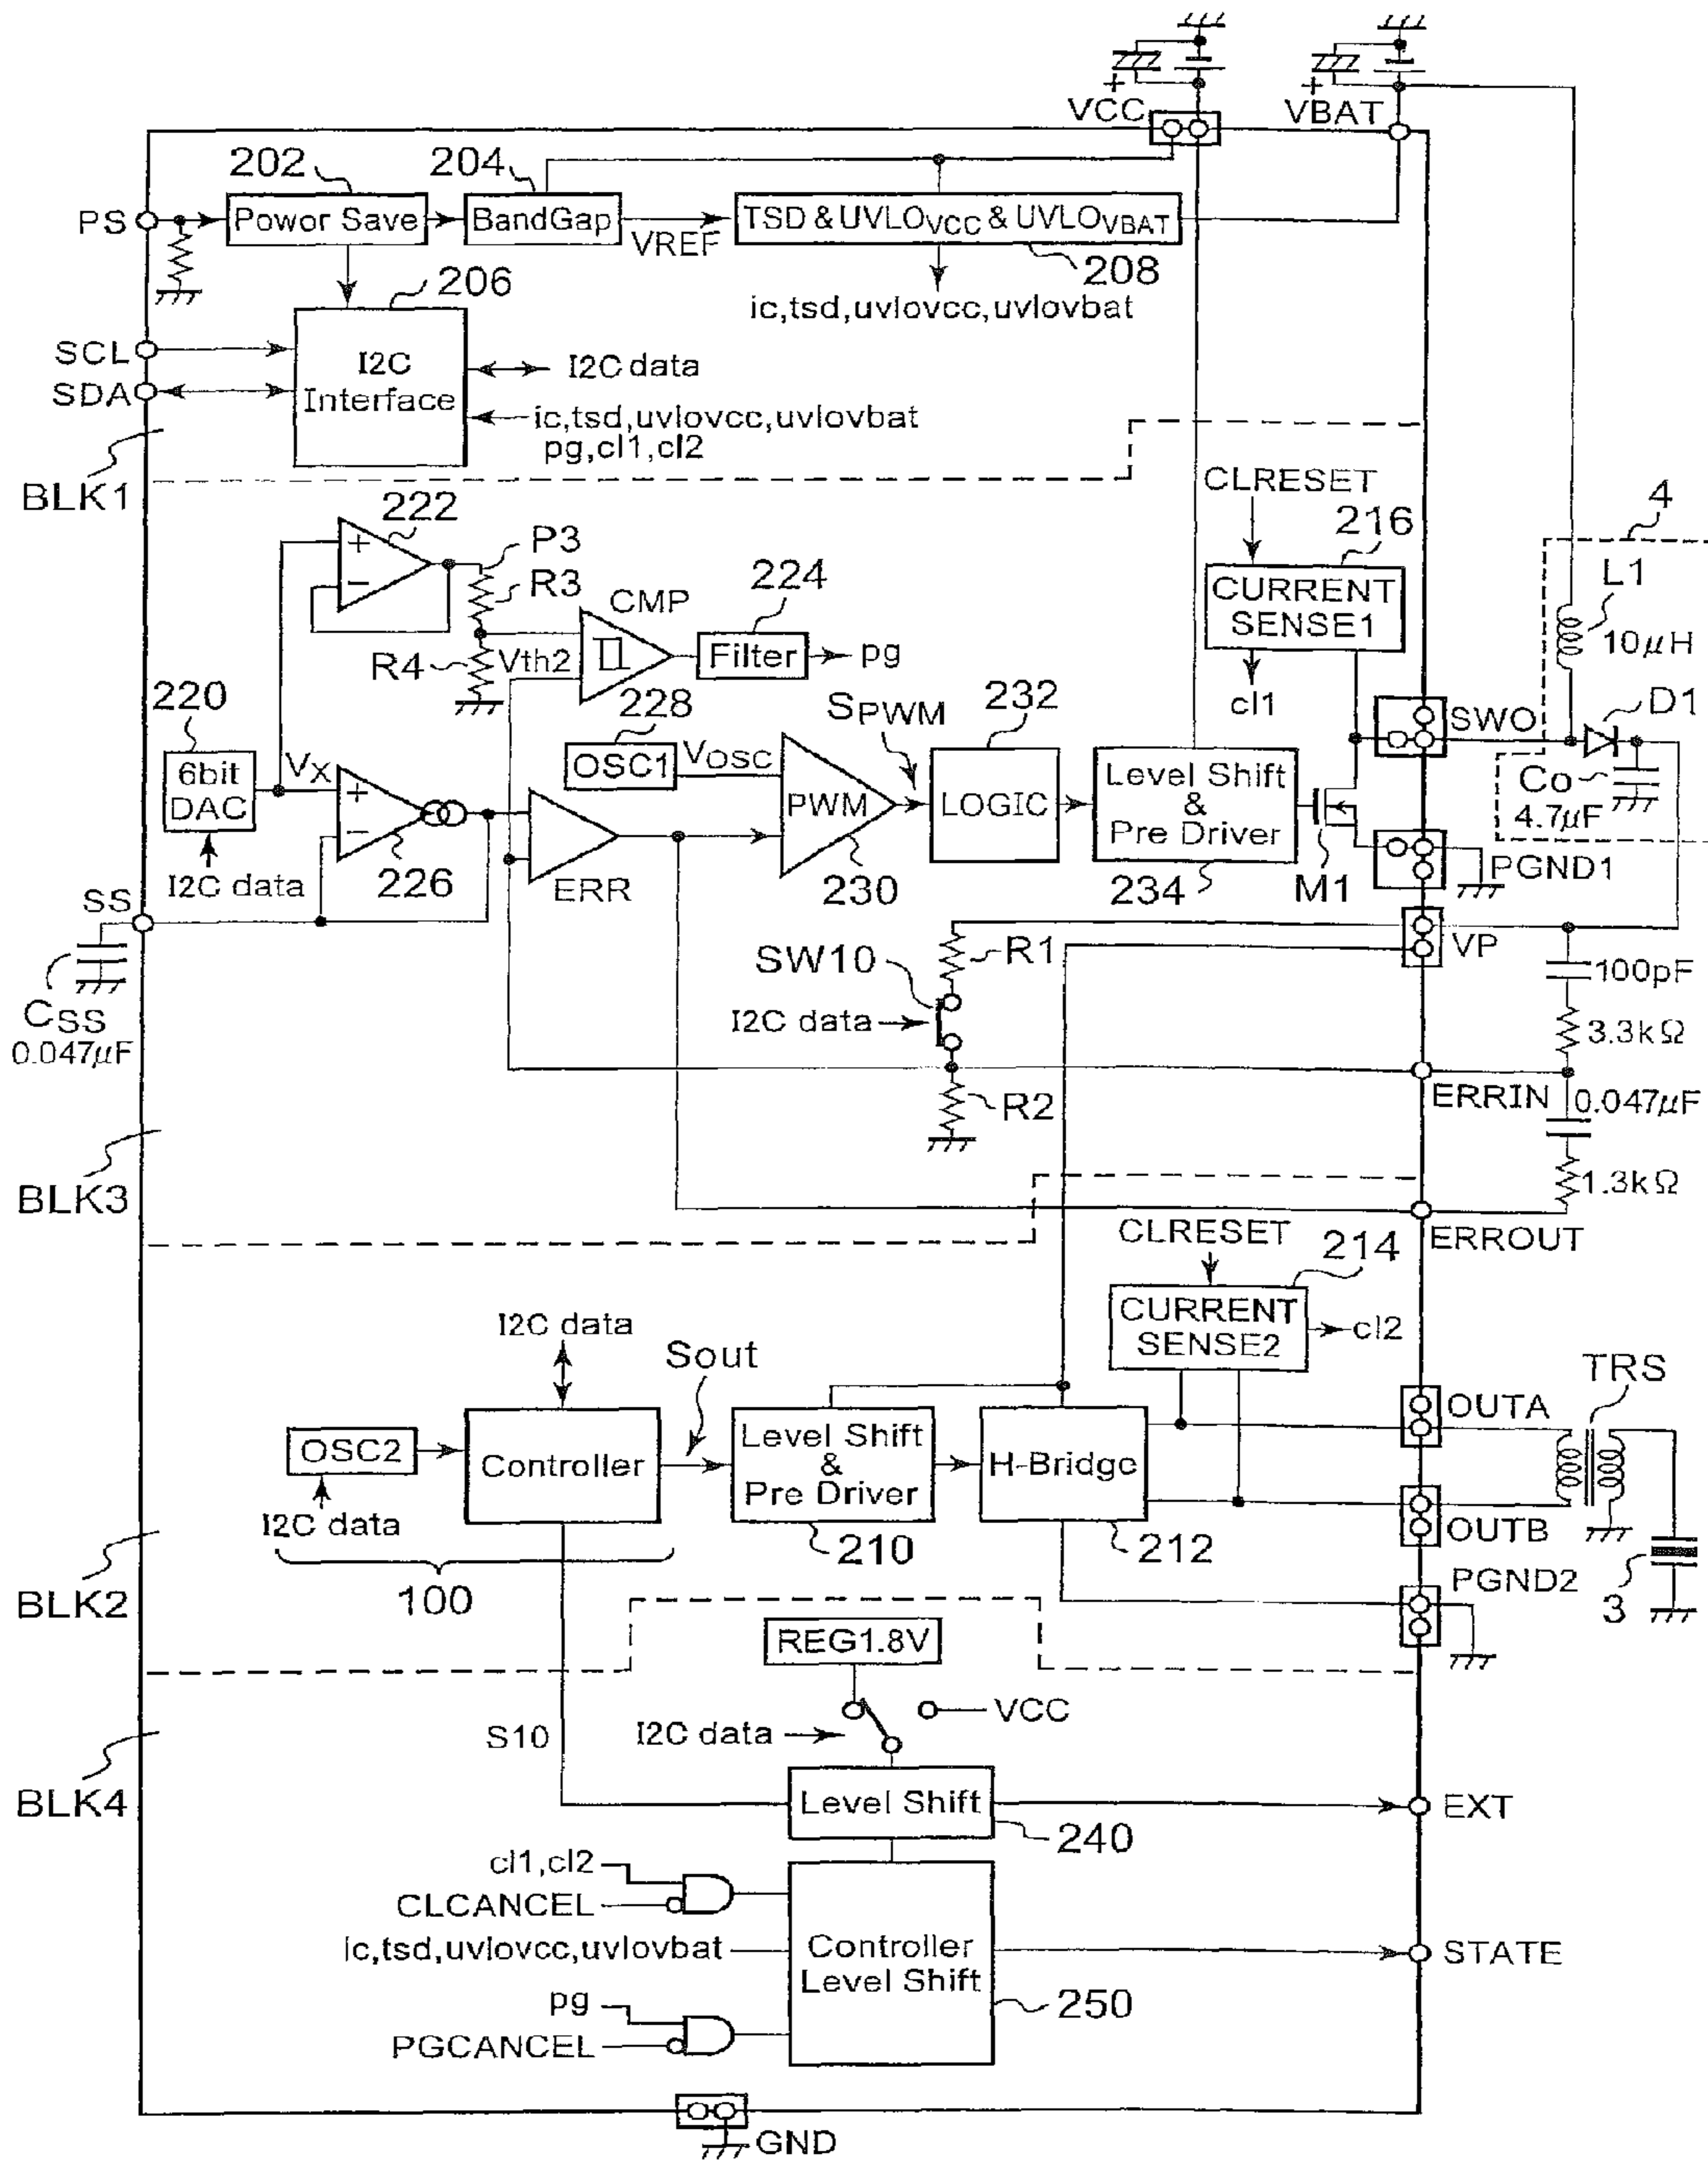 VCC
VBAT
202
204
PS
Powor Save
BandGap
VREF
TSD & UVLOVCC & UVLOVBAT
206
208
ic,tsd,uvlovcc,uvlovbat
SCL
SDA
I2C
Interface
I2C data
ic,tsd,uvlovcc,uvlovbat
pg,cl1,cl2
BLK1
CLRESET
222
P3
R3
CMP
224
216
4
L1
CURRENT
SENSE1
10μH
R4
Vth2
Filter
pg
cl1
220
228
SPWM
232
SWO
D1
6bit
DAC
VX
OSC1
VOSC
PWM
LOGIC
Level Shift
&
Pre Driver
Co
4.7μF
I2C data
226
ERR
230
234
M1
PGND1
SS
VP
SW10
R1
100pF
CSS
0.047μF
I2C data
3.3kΩ
R2
ERRIN
0.047μF
BLK3
1.3kΩ
ERROUT
CLRESET
214
I2C data
CURRENT
SENSE2
cl2
Sout
TRS
OUTA
OSC2
Controller
Level Shift
&
Pre Driver
H-Bridgc
I2C data
210
212
OUTB
BLK2
100
PGND2
3
REG1.8V
S10
I2C data
VCC
BLK4
Level Shift
EXT
240
cl1,cl2
CLCANCEL
Ic,tsd,uvlovcc,uvlovbat
Controller
Level Shift
STATE
pg
250
PGCANCEL
GND